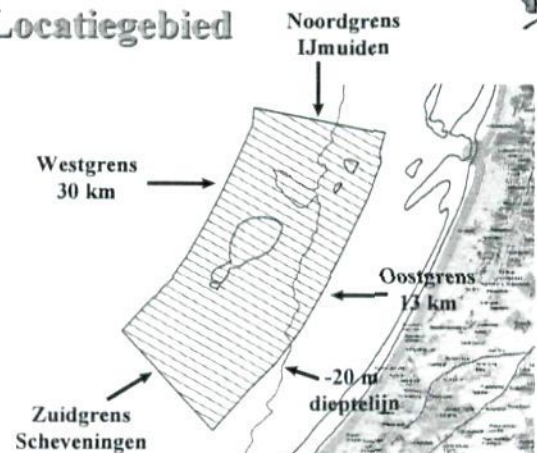 Locatiegebied
Noordgrens
IJmuiden
Westgrens
30 km
Oostgrens
13 km
-20 m
dieptelijn
Zuidgrens
Scheveningen